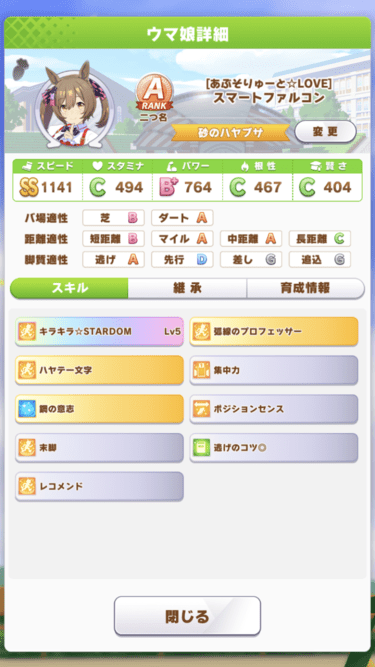 ウマ娘詳細
A
RANK
二つ名
[あぶそりゅーと☆LOVE]
スマートファルコン
砂のハヤブサ
変更
スピード スタミナ パワー 根性 賢さ
SS 1141 C 494 B+ 764 C 467 C 404
バ場適性 芝 B ダート A
距離適性 短距離 B マイル A 中距離 A 長距離 C
脚質適性 逃げ A 先行 D 差し G 追込 G
スキル 継承 育成情報
キラキラ☆STARDOM Lv5 弧線のプロフェッサー
ハヤテ一文字 集中力
鋼の意志 ポジションセンス
末脚 逃げのコツ◎
レコメンド
閉じる